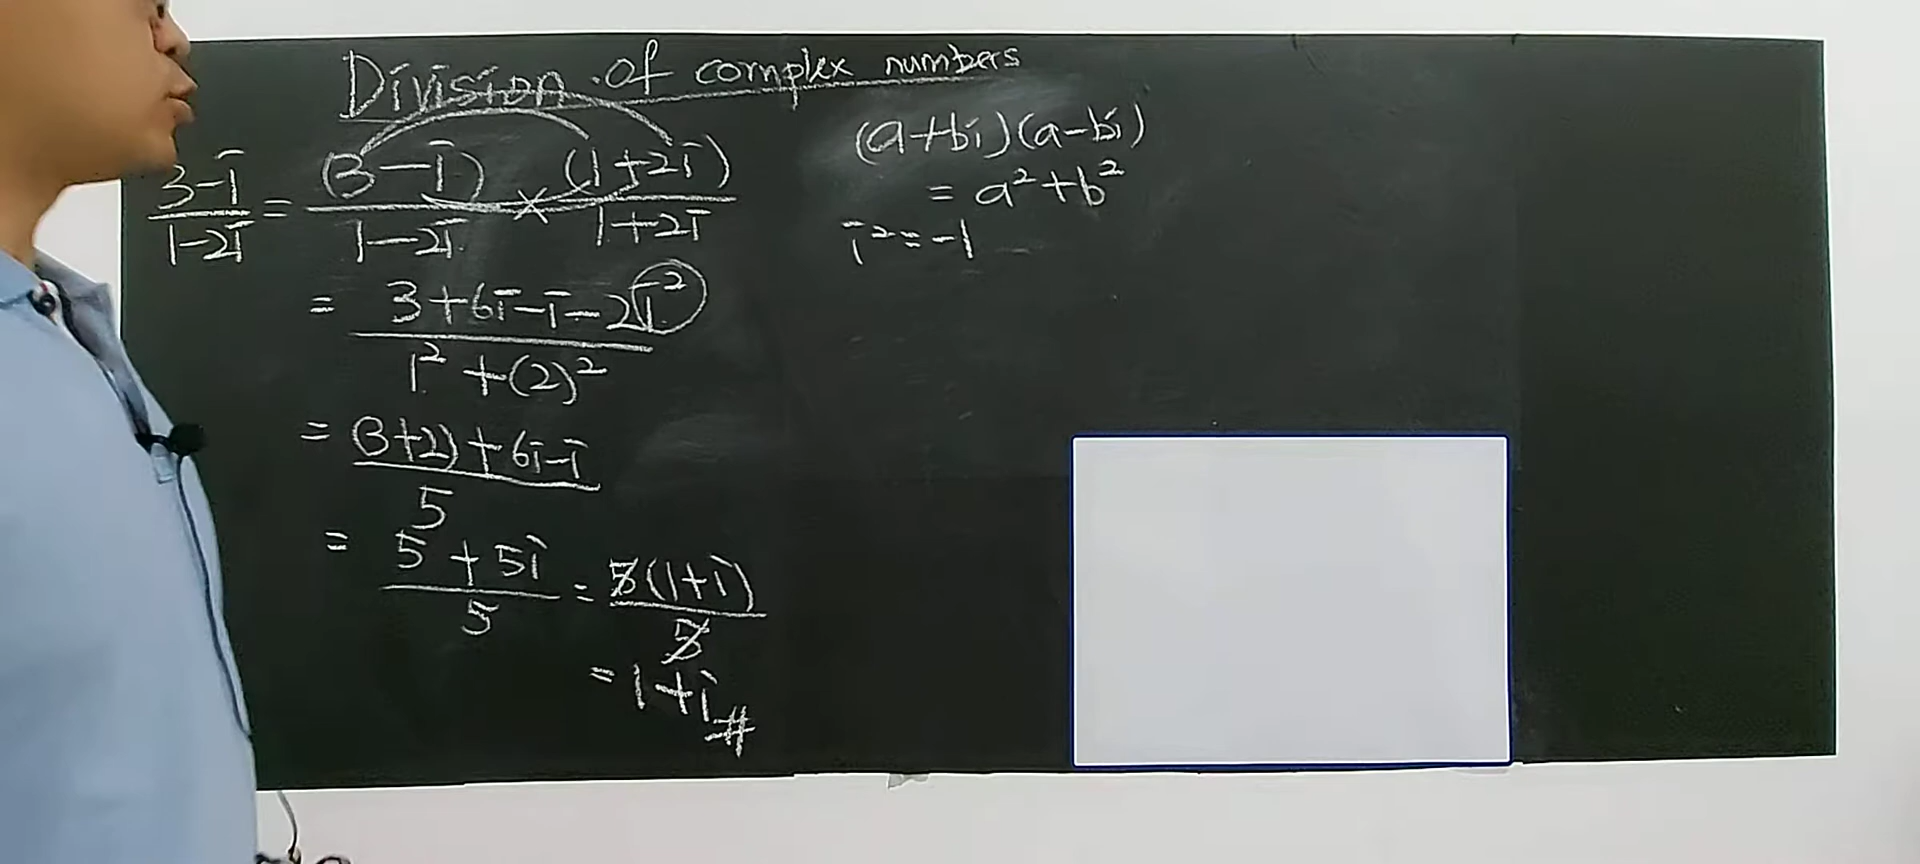 Division of complex numbers
3-i/1-2i = (3-i)/1-2i × (1+2i)/1+2i
= 3+6i-i-2i²/1²+(2)²
= (3+2)+6i-i/5
= 5+5i/5 = 5(1+i)/5
= 1+i #
(a+bi)(a-bi)
= a²+b²
i²=-1